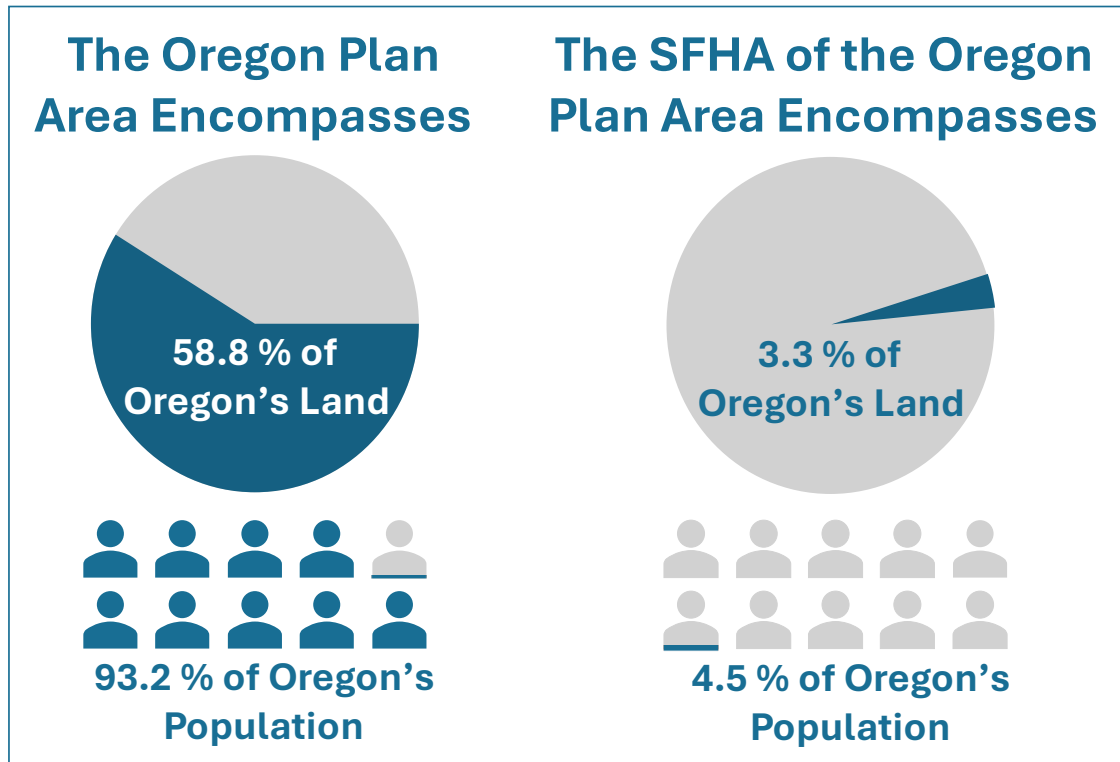 The Oregon Plan
Area Encompasses
58.8 % of
Oregon’s Land
93.2 % of Oregon’s
Population
The SFHA of the Oregon
Plan Area Encompasses
3.3 % of
Oregon’s Land
4.5 % of Oregon’s
Population